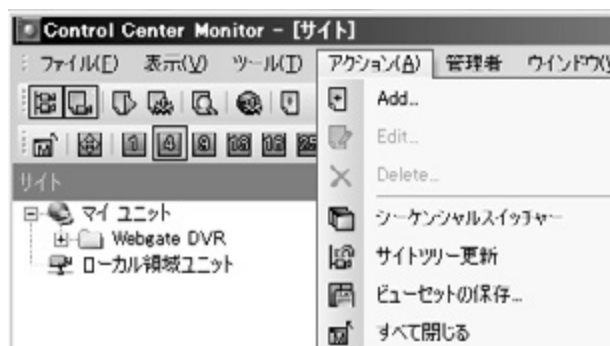 Control Center Monitor - [サイト]
ファイル(F) 表示(V) ツール(T) アクション(A) 管理者 ウインドウ(W
Add..
1 4 9
Edit...
サイト
Delete...
マイ ユニット
シーケンシャルスイッチャー
Webgate DVR
サイトツリー更新
ローカル領域ユニット
ビューセットの保存...
すべて閉じる